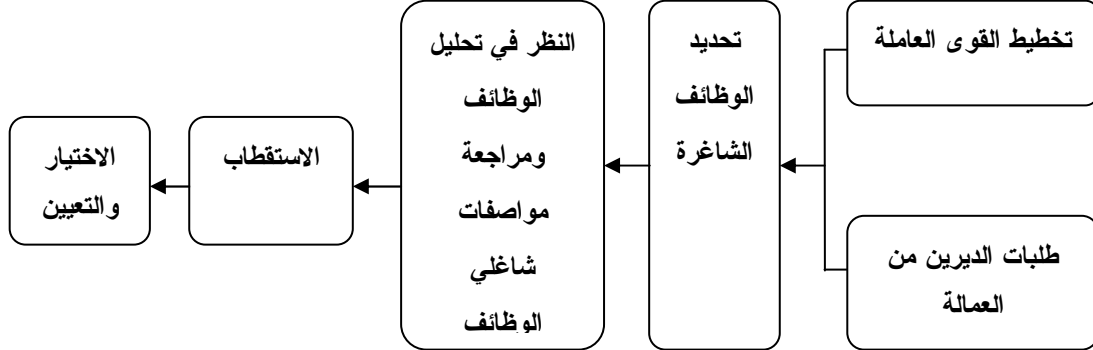 تخطيط القوى العاملة
طلبات الديرين من
العمالة
تحديد
الوظائف
الشاغرة
النظر في تحليل
الوظائف
ومراجعة
مواصفات
شاغلي
الوظائف
الاستقطاب
الاختيار
والتعيين